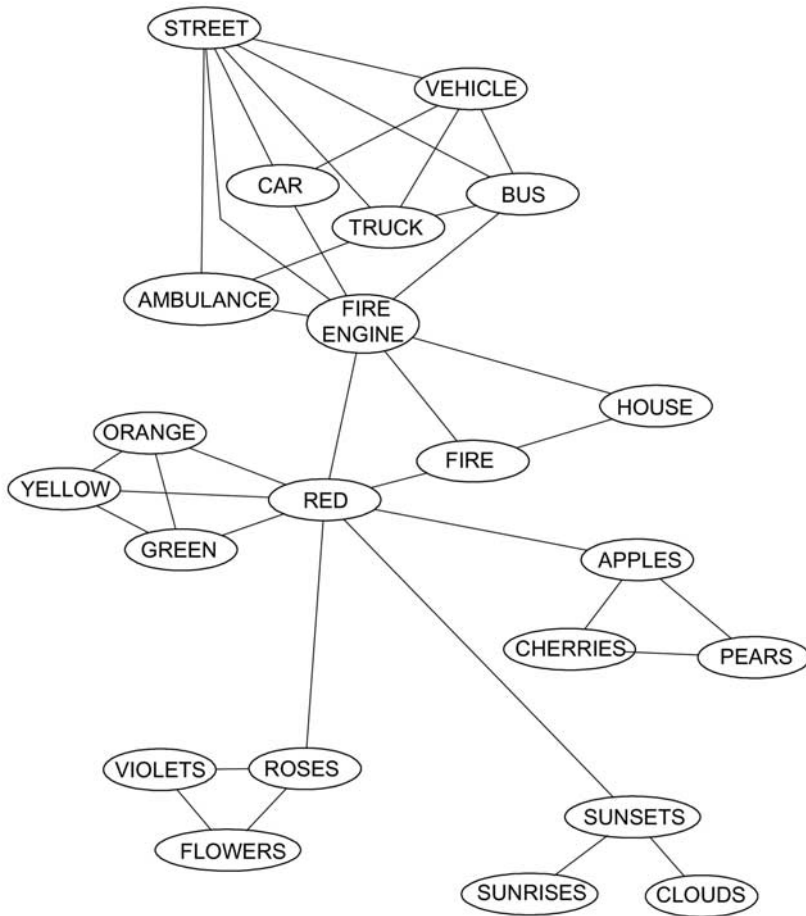 STREET
VEHICLE
CAR
BUS
TRUCK
AMBULANCE
FIRE
ENGINE
HOUSE
ORANGE
FIRE
YELLOW
RED
GREEN
APPLES
CHERRIES
PEARS
VIOLETS
ROSES
SUNSETS
FLOWERS
SUNRISES
CLOUDS